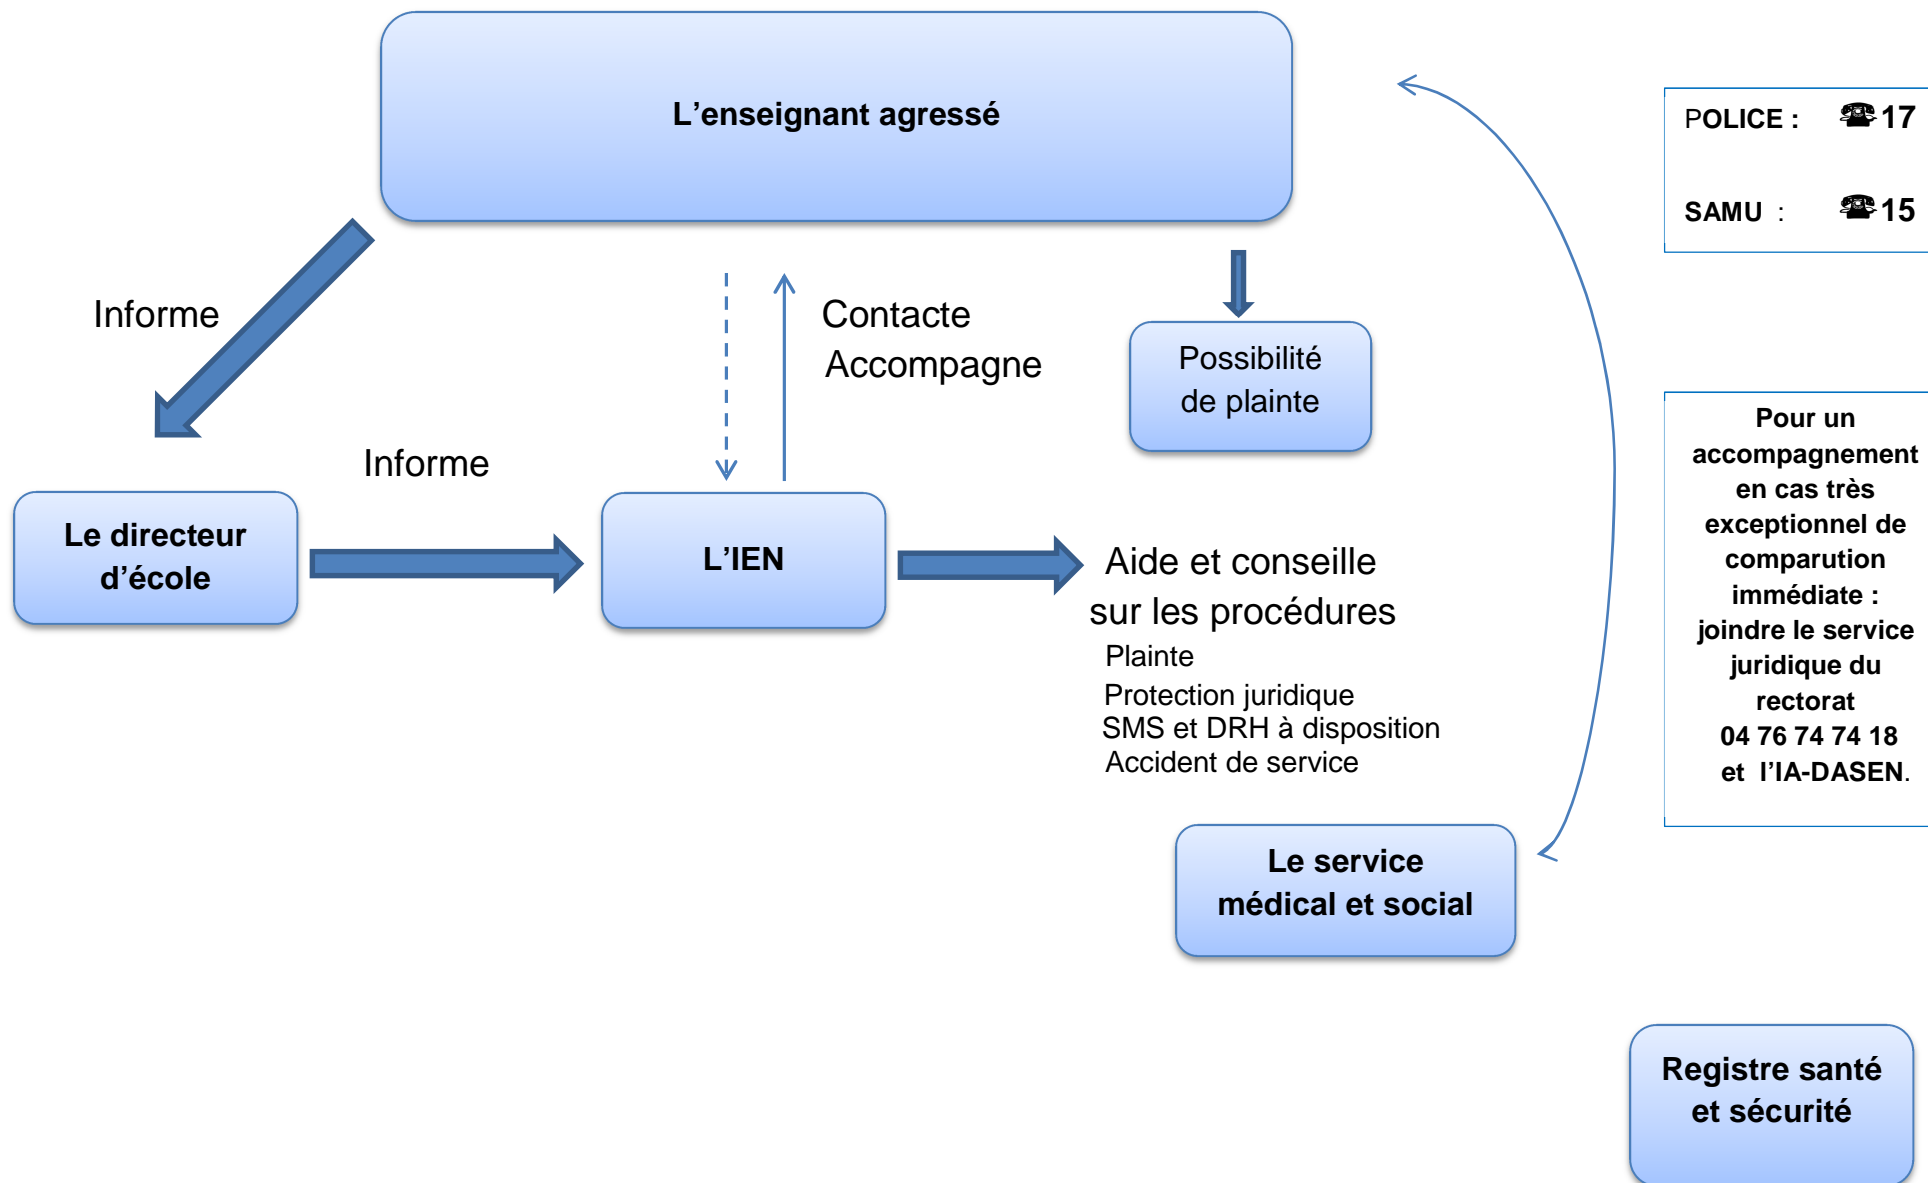 L’enseignant agressé
POLICE : ☎17
SAMU : ☎15
Informe
Contacte
Accompagne
Possibilité
de plainte
Informe
Le directeur
d’école
L’IEN
Aide et conseille
sur les procédures
Plainte
Protection juridique
SMS et DRH à disposition
Accident de service
Pour un
accompagnement
en cas très
exceptionnel de
comparution
immédiate :
joindre le service
juridique du
rectorat
04 76 74 74 18
et l’IA-DASEN.
Le service
médical et social
Registre santé
et sécurité